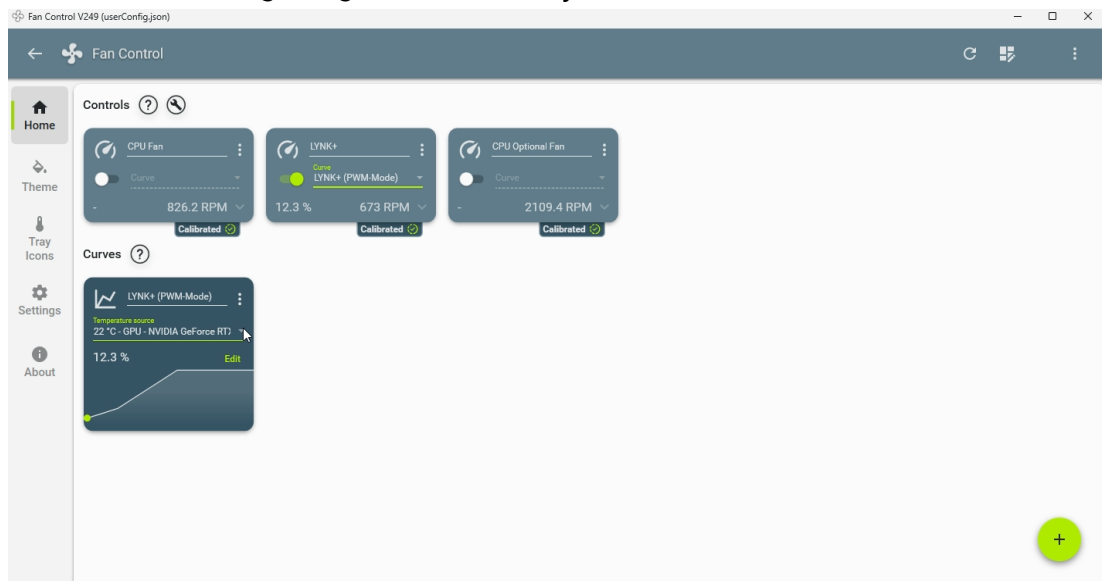 Fan Control V249 (userConfig.json)
Fan Control
Home
Theme
Tray
Icons
Settings
About
Controls ?
CPU Fan
Curve
- 826.2 RPM
Calibrated
LYNK+
Curve
LYNK+ (PWM-Mode)
12.3 % 673 RPM
Calibrated
CPU Optional Fan
Curve
- 2109.4 RPM
Calibrated
Curves ?
LYNK+ (PWM-Mode)
Temperature source
22 °C - GPU - NVIDIA GeForce
12.3 % Edit
+